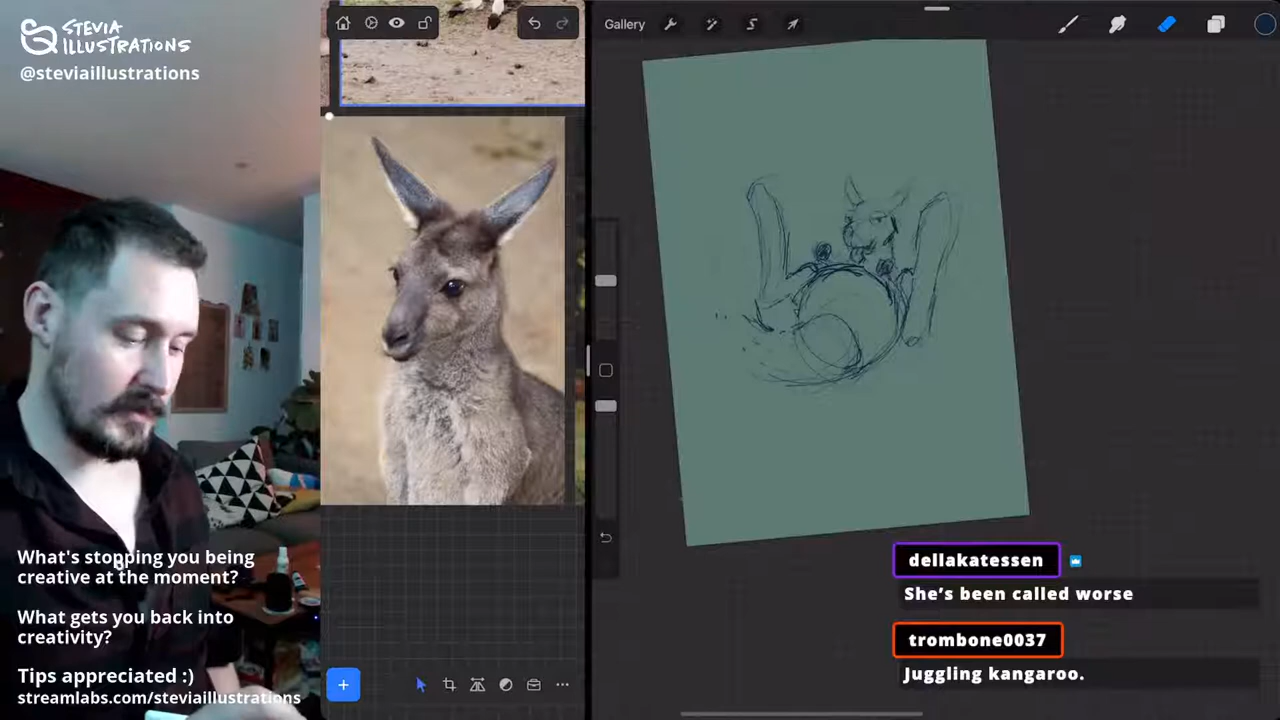 STEVIA
ILLUSTRATIONS
@steviaillustrations
Gallery
What's stopping you being
creative at the moment?
What gets you back into
creativity?
Tips appreciated :)
streamlabs.com/steviaillustrations
dellakatessen
She's been called worse
trombone0037
Juggling kangaroo.